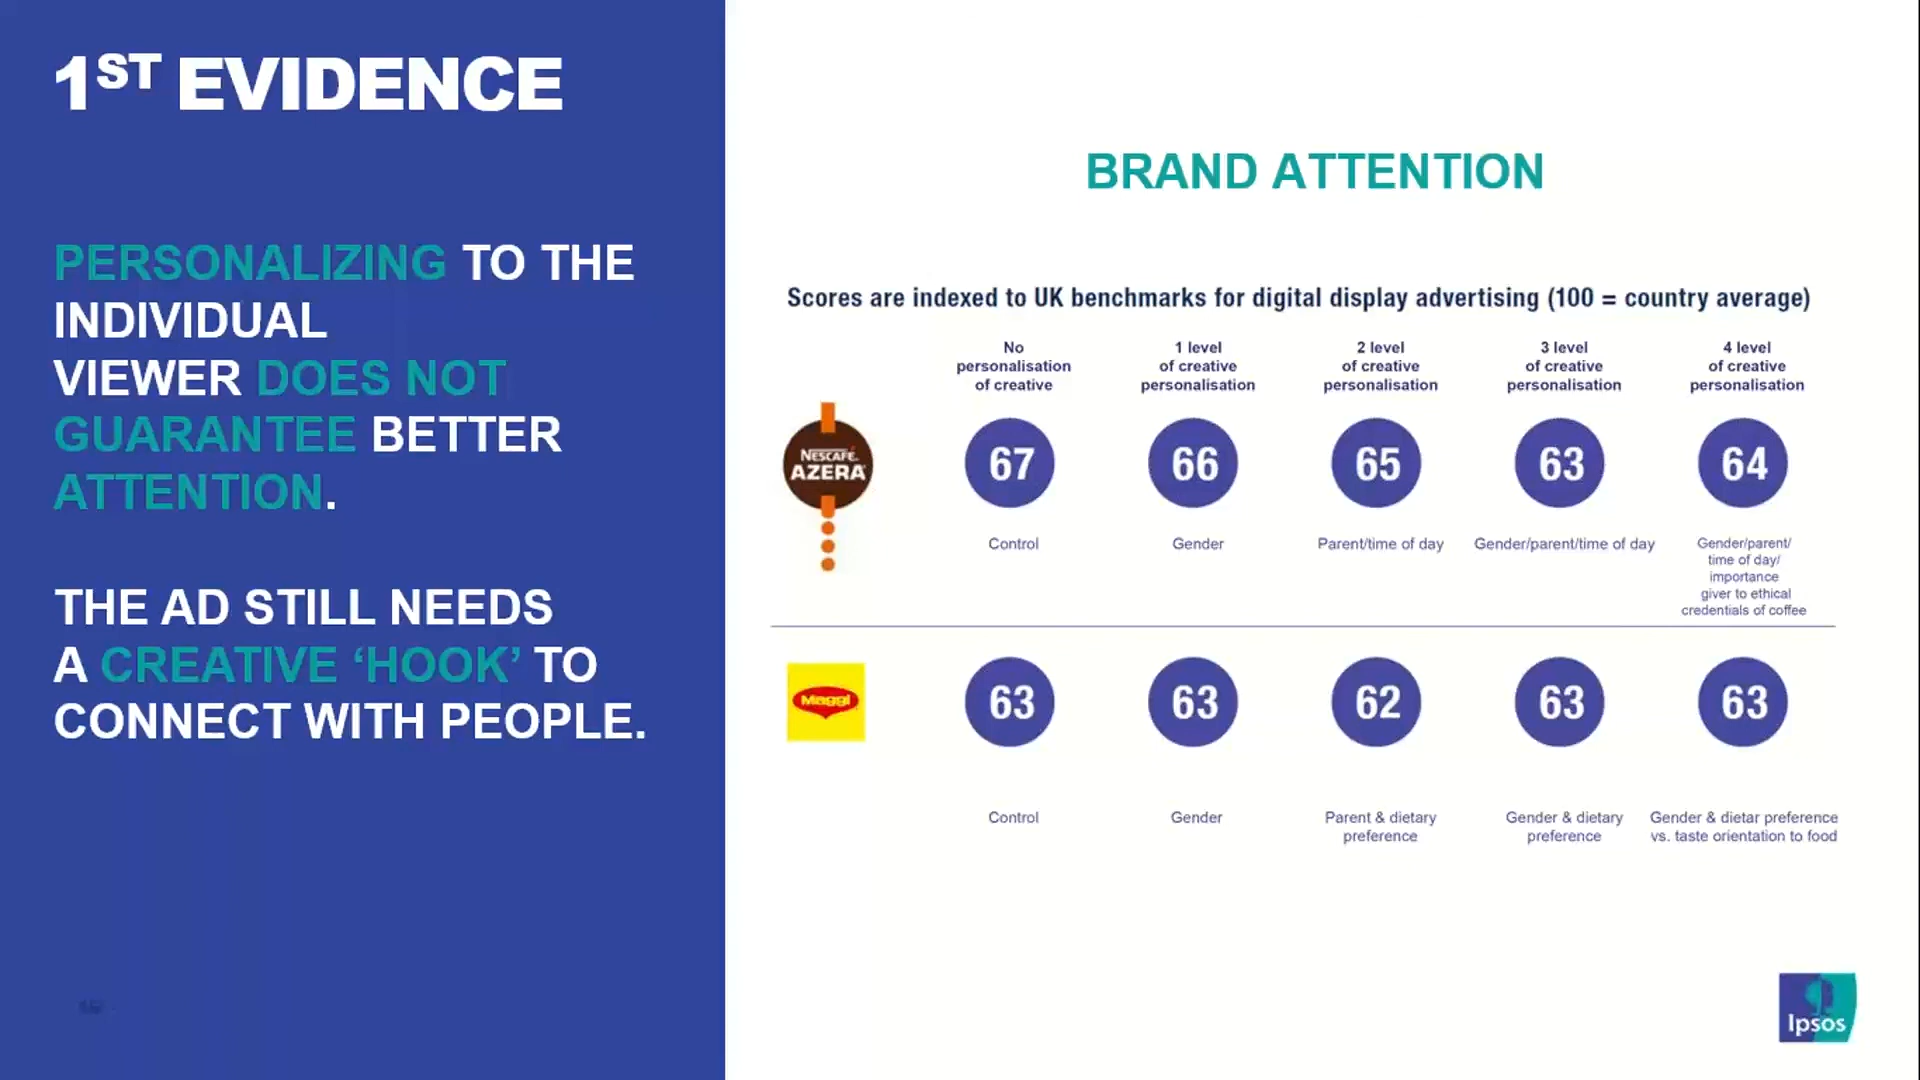 1ST EVIDENCE
PERSONALIZING TO THE
INDIVIDUAL
VIEWER DOES NOT
GUARANTEE BETTER
ATTENTION.
THE AD STILL NEEDS
A CREATIVE ‘HOOK’ TO
CONNECT WITH PEOPLE.
BRAND ATTENTION
Scores are indexed to UK benchmarks for digital display advertising (100 = country average)
No
personalisation
of creative
1 level
of creative
personalisation
2 level
of creative
personalisation
3 level
of creative
personalisation
4 level
of creative
personalisation
NESCAFÉ.
AZERA
67
66
65
63
64
Control
Gender
Parent/time of day
Gender/parent/time of day
Gender/parent/
time of day/
importance
giver to ethical
credentials of coffee
Maggi
63
63
62
63
63
Control
Gender
Parent & dietary
preference
Gender & dietary
preference
Gender & dietar preference
vs. taste orientation to food
Ipsos